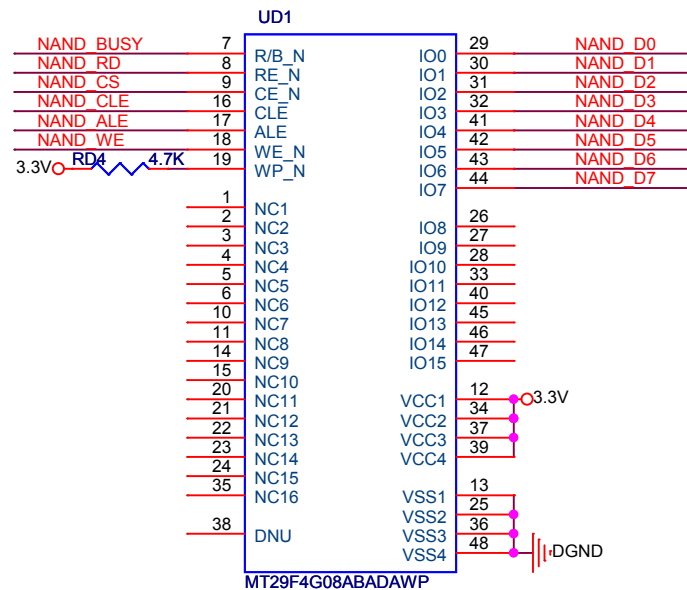 UD1
NAND_BUSY 7 R/B_N IO0 29 NAND_D0
NAND_RD 8 RE_N IO1 30 NAND_D1
NAND_CS 9 CE_N IO2 31 NAND_D2
NAND_CLE 16 CLE IO3 32 NAND_D3
NAND_ALE 17 ALE IO4 41 NAND_D4
NAND_WE 18 WE_N IO5 42 NAND_D5
3.3V RD4 4.7K 19 WP_N IO6 43 NAND_D6
IO7 44 NAND_D7
1 NC1
2 NC2 IO8 26
3 NC3 IO9 27
4 NC4 IO10 28
5 NC5 IO11 33
6 NC6 IO12 40
10 NC7 IO13 45
11 NC8 IO14 46
14 NC9 IO15 47
15 NC10
20 NC11 VCC1 12 3.3V
21 NC12 VCC2 34
22 NC13 VCC3 37
23 NC14 VCC4 39
24 NC15
35 NC16 VSS1 13
VSS2 25
38 DNU VSS3 36
VSS4 48 DGND
MT29F4G08ABADAWP